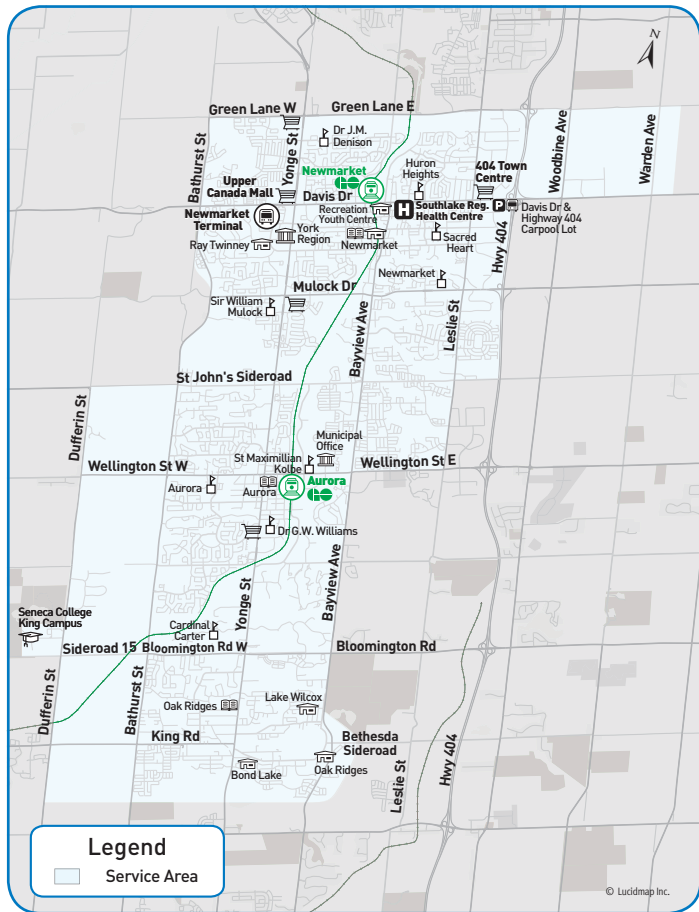 N
Green Lane W
Green Lane E
Bathurst St
Yonge St
Dr J.M.
Denison
Woodbine Ave
Warden Ave
Newmarket
GO
Huron
Heights
404 Town
Centre
Upper
Canada Mall
Davis Dr
Recreation
Youth Centre
H
Southlake Reg.
Health Centre
P
Davis Dr &
Highway 404
Carpool Lot
Newmarket
Terminal
York
Region
Ray Twinney
Newmarket
Sacred
Heart
Hwy 404
Newmarket
Mulock Dr
Sir William
Mulock
Bayview Ave
Leslie St
St John's Sideroad
Dufferin St
Municipal
Office
St Maximillian
Kolbe
Wellington St W
Wellington St E
Aurora
Aurora
Aurora
GO
Dr G.W. Williams
Bayview Ave
Yonge St
Seneca College
King Campus
Cardinal
Carter
Sideroad 15
Bloomington Rd W
Bloomington Rd
Dufferin St
Bathurst St
Oak Ridges
Lake Wilcox
King Rd
Bethesda
Sideroad
Bond Lake
Oak Ridges
Leslie St
Hwy 404
Legend
Service Area
© Lucidmap Inc.